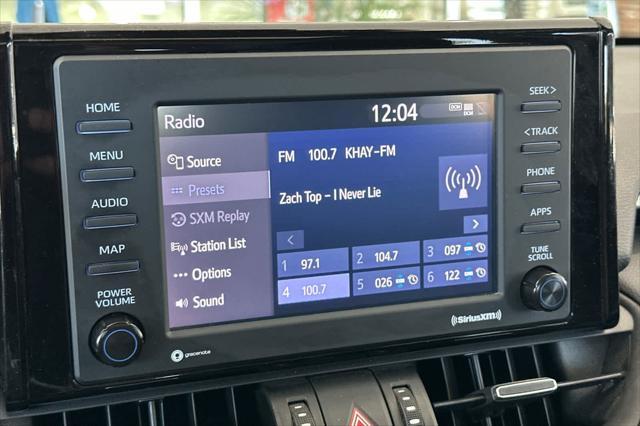 HOME
MENU
AUDIO
MAP
POWER
VOLUME
Radio
12:04
DCM
DCM
Source
Presets
SXM Replay
Station List
Options
Sound
FM 100.7 KHAY-FM
Zach Top - I Never Lie
<
>
1 97.1
2 104.7
3 097
4 100.7
5 026
6 122
gracenote
SiriusXM
SEEK >
< TRACK
PHONE
APPS
TUNE
SCROLL